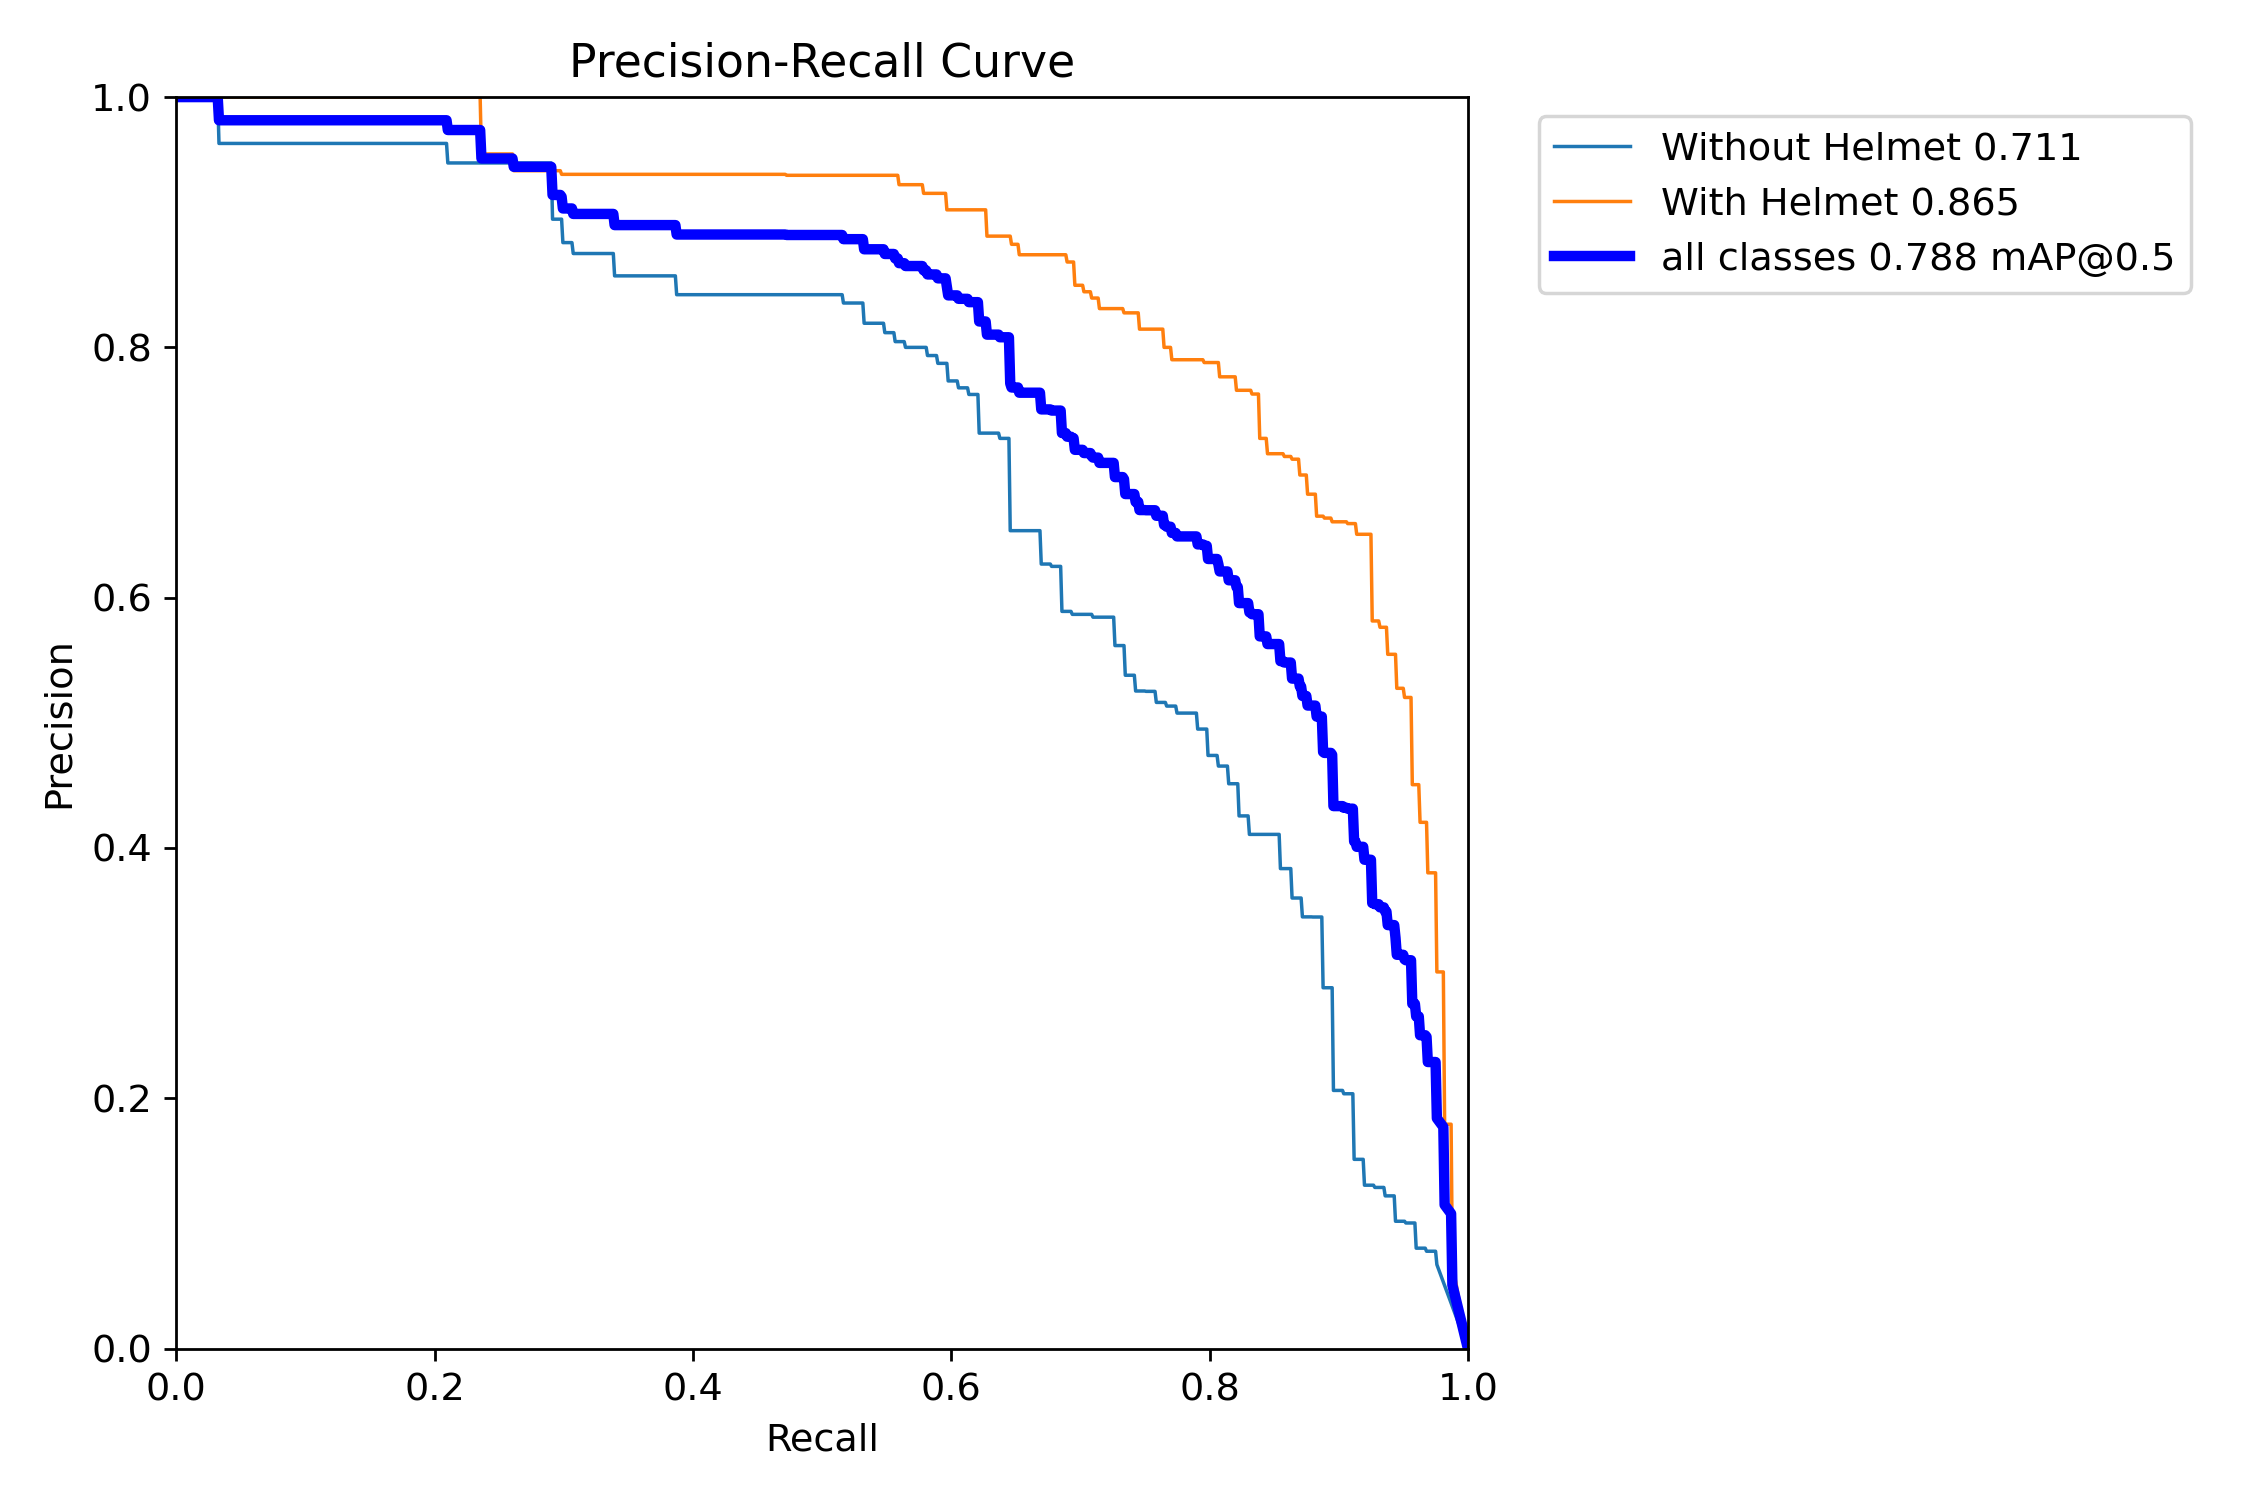 Precision-Recall Curve
1.0
0.8
0.6
0.4
0.2
0.0
Precision
0.0 0.2 0.4 0.6 0.8 1.0
Recall
Without Helmet 0.711
With Helmet 0.865
all classes 0.788 mAP@0.5